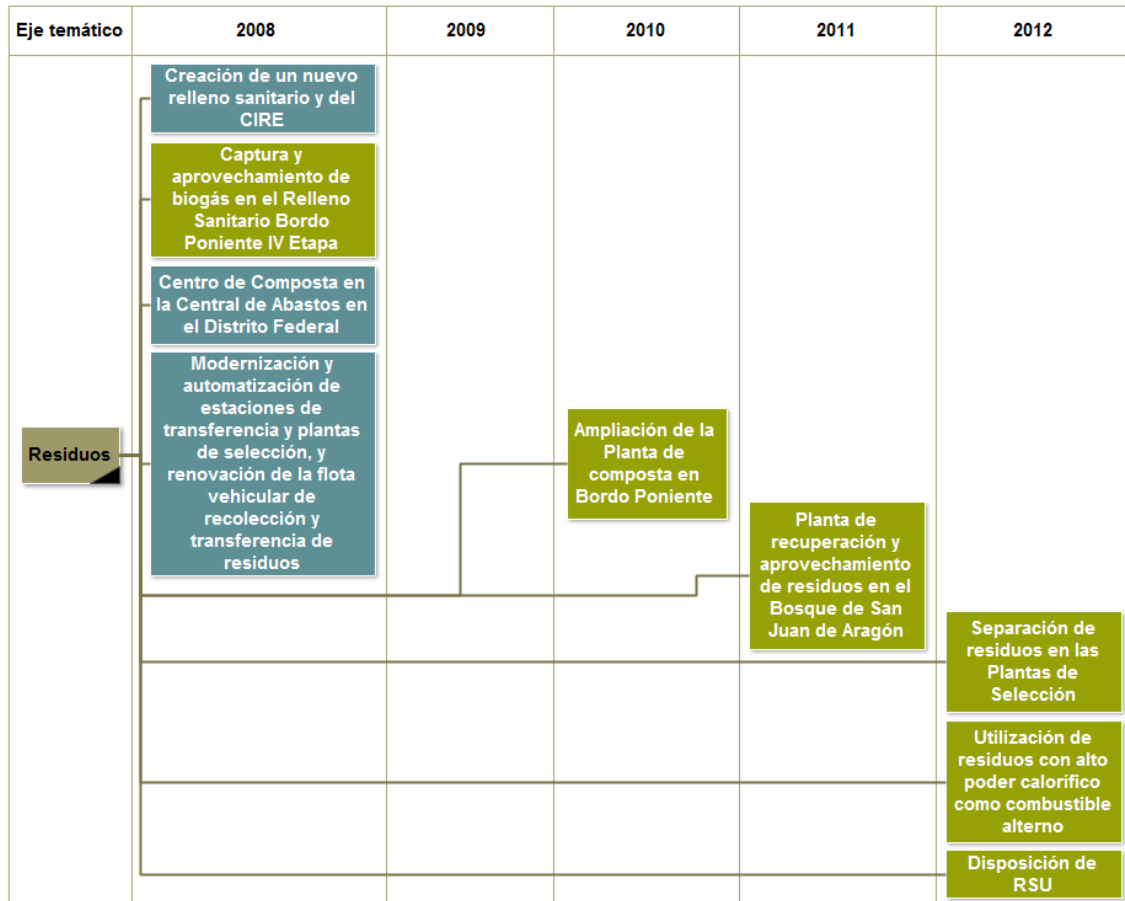 Eje temático
2008
2009
2010
2011
2012
Creación de un nuevo
relleno sanitario y del
CIRE
Captura y
aprovechamiento de
biogás en el Relleno
Sanitario Bordo
Poniente IV Etapa
Centro de Composta en
la Central de Abastos en
el Distrito Federal
Modernización y
automatización de
estaciones de
transferencia y plantas
de selección, y
renovación de la flota
vehicular de
recolección y
transferencia de
residuos
Residuos
Ampliación de la
Planta de
composta en
Bordo Poniente
Planta de
recuperación y
aprovechamiento
de residuos en el
Bosque de San
Juan de Aragón
Separación de
residuos en las
Plantas de
Selección
Utilización de
residuos con alto
poder calorífico
como combustible
alterno
Disposición de
RSU